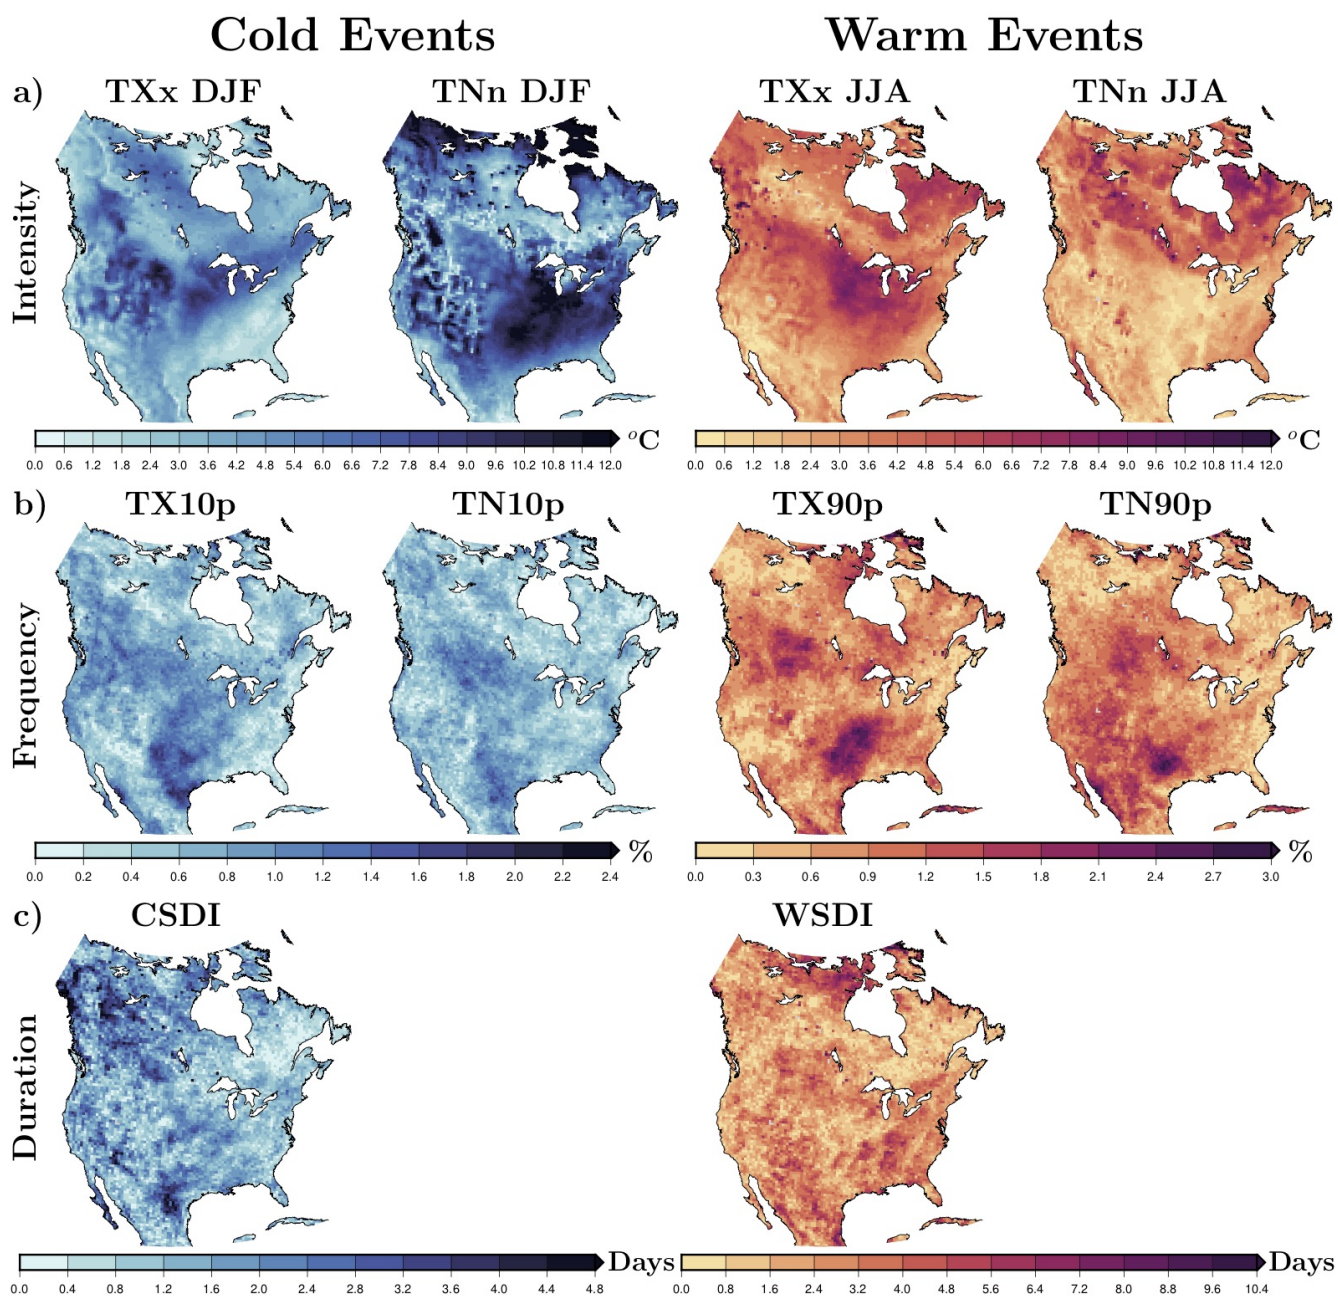 Cold Events
Warm Events
a)
TXx DJF
TNn DJF
TXx JJA
TNn JJA
Intensity
0.0 0.6 1.2 1.8 2.4 3.0 3.6 4.2 4.8 5.4 6.0 6.6 7.2 7.8 8.4 9.0 9.6 10.2 10.8 11.4 12.0
°C
0.0 0.6 1.2 1.8 2.4 3.0 3.6 4.2 4.8 5.4 6.0 6.6 7.2 7.8 8.4 9.0 9.6 10.2 10.8 11.4 12.0
°C
b)
TX10p
TN10p
TX90p
TN90p
Frequency
0.0 0.2 0.4 0.6 0.8 1.0 1.2 1.4 1.6 1.8 2.0 2.2 2.4
%
0.0 0.3 0.6 0.9 1.2 1.5 1.8 2.1 2.4 2.7 3.0
%
c)
CSDI
WSDI
Duration
0.0 0.4 0.8 1.2 1.6 2.0 2.4 2.8 3.2 3.6 4.0 4.4 4.8
Days
0.0 0.8 1.6 2.4 3.2 4.0 4.8 5.6 6.4 7.2 8.0 8.8 9.6 10.4
Days